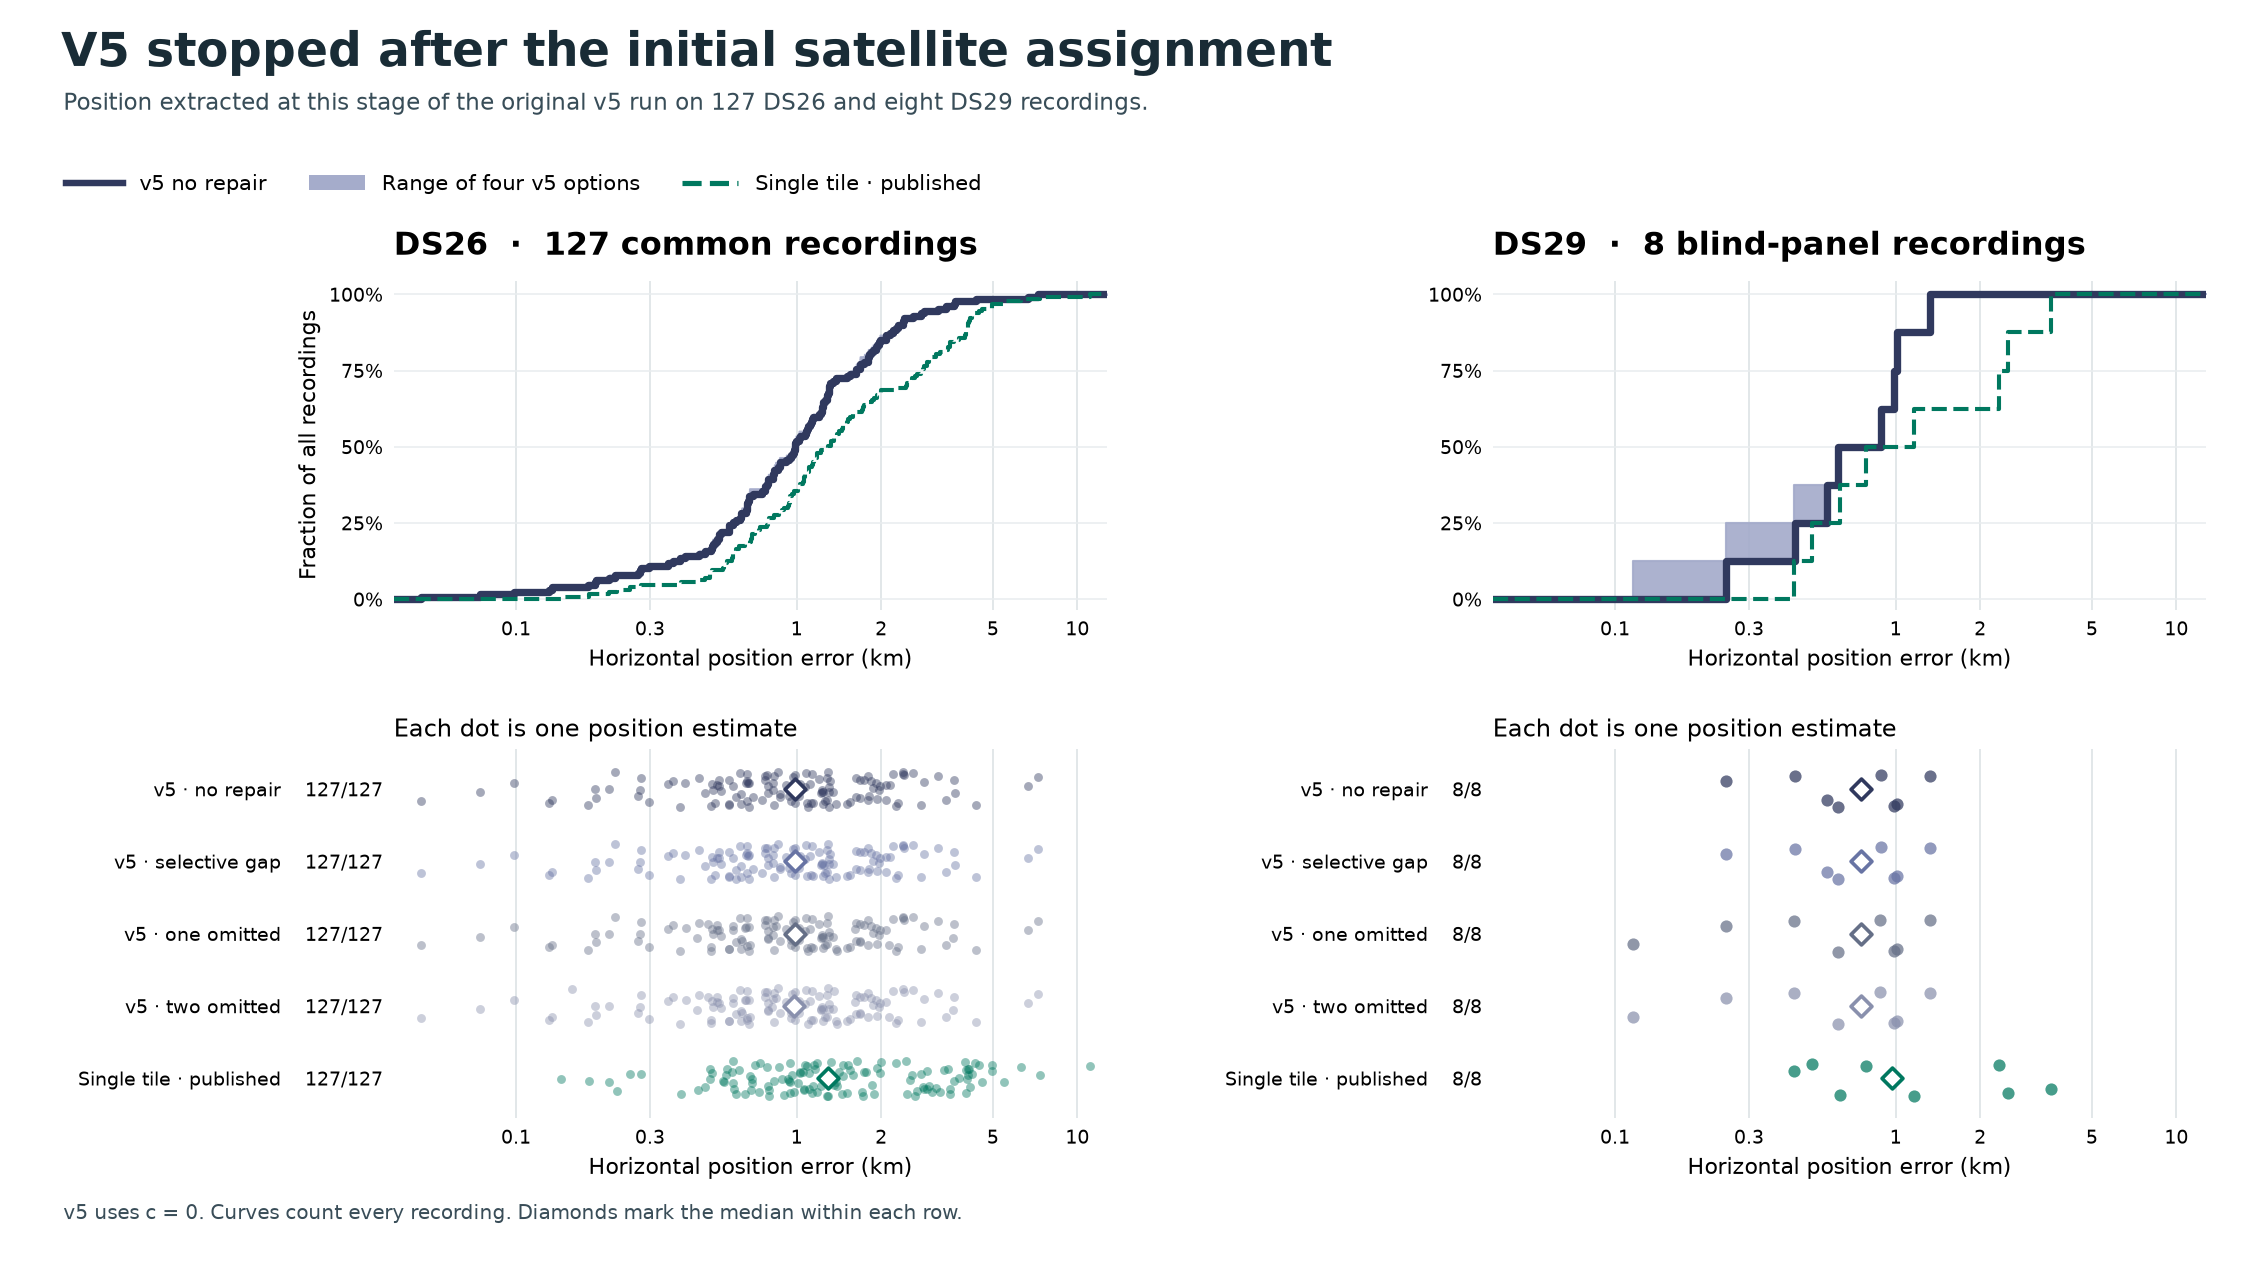 V5 stopped after the initial satellite assignment
Position extracted at this stage of the original v5 run on 127 DS26 and eight DS29 recordings.
v5 no repair
Range of four v5 options
Single tile · published
DS26 · 127 common recordings
Fraction of all recordings
100%
75%
50%
25%
0%
0.1 0.3 1 2 5 10
Horizontal position error (km)
DS29 · 8 blind-panel recordings
100%
75%
50%
25%
0%
0.1 0.3 1 2 5 10
Horizontal position error (km)
Each dot is one position estimate
v5 · no repair 127/127
v5 · selective gap 127/127
v5 · one omitted 127/127
v5 · two omitted 127/127
Single tile · published 127/127
0.1 0.3 1 2 5 10
Horizontal position error (km)
Each dot is one position estimate
v5 · no repair 8/8
v5 · selective gap 8/8
v5 · one omitted 8/8
v5 · two omitted 8/8
Single tile · published 8/8
0.1 0.3 1 2 5 10
Horizontal position error (km)
v5 uses c = 0. Curves count every recording. Diamonds mark the median within each row.